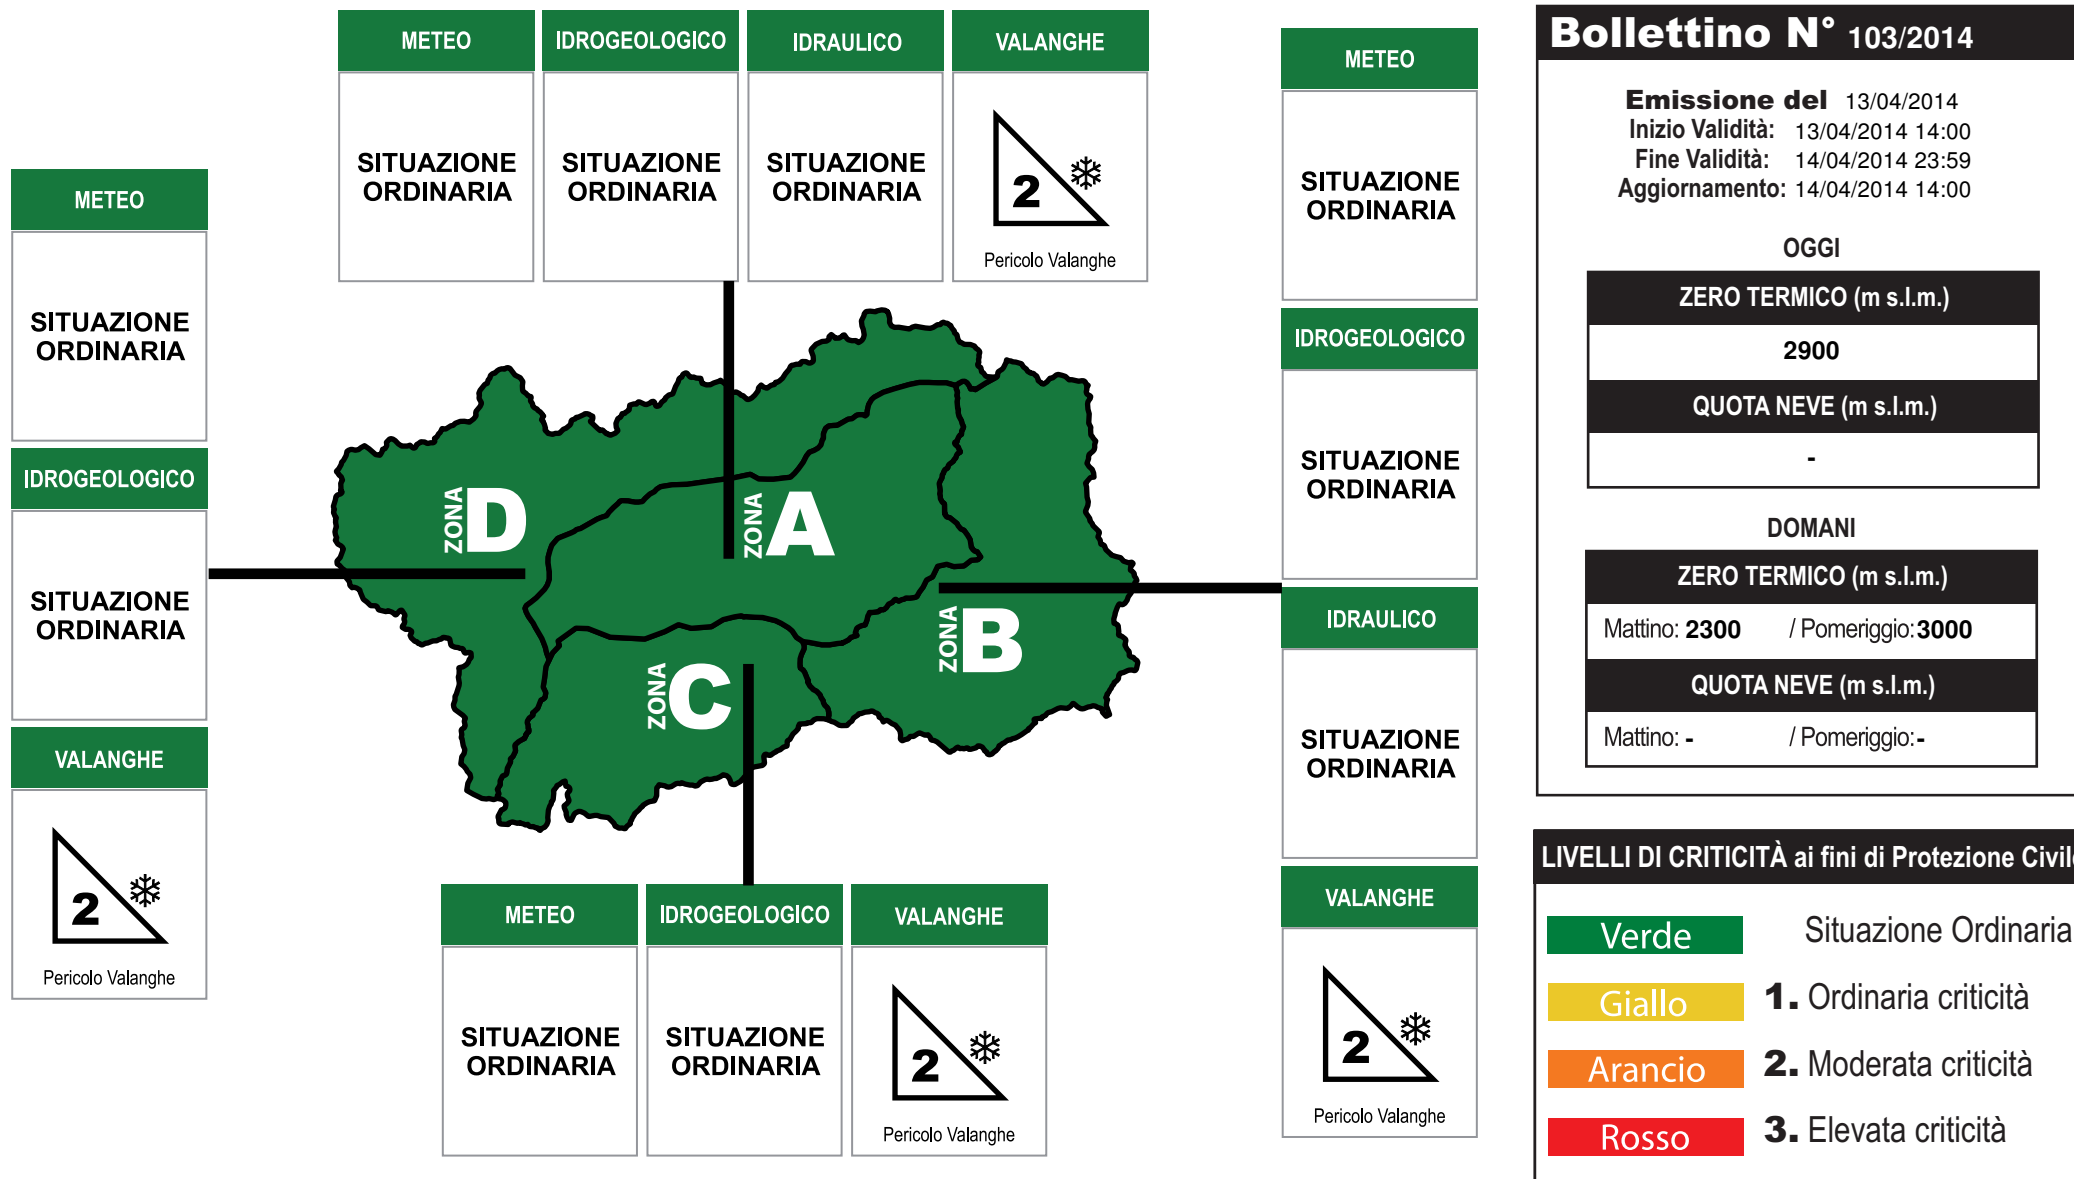 METEO
IDROGEOLOGICO
IDRAULICO
VALANGHE
SITUAZIONE
ORDINARIA
SITUAZIONE
ORDINARIA
SITUAZIONE
ORDINARIA
2
Pericolo Valanghe
METEO
SITUAZIONE
ORDINARIA
IDROGEOLOGICO
SITUAZIONE
ORDINARIA
VALANGHE
2
Pericolo Valanghe
ZONA D
ZONA A
ZONA B
ZONA C
METEO
SITUAZIONE
ORDINARIA
IDROGEOLOGICO
SITUAZIONE
ORDINARIA
IDRAULICO
SITUAZIONE
ORDINARIA
VALANGHE
2
Pericolo Valanghe
METEO
IDROGEOLOGICO
VALANGHE
SITUAZIONE
ORDINARIA
SITUAZIONE
ORDINARIA
2
Pericolo Valanghe
Bollettino N° 103/2014
Emissione del 13/04/2014
Inizio Validità: 13/04/2014 14:00
Fine Validità: 14/04/2014 23:59
Aggiornamento: 14/04/2014 14:00
OGGI
ZERO TERMICO (m s.l.m.)
2900
QUOTA NEVE (m s.l.m.)
-
DOMANI
ZERO TERMICO (m s.l.m.)
Mattino: 2300 / Pomeriggio: 3000
QUOTA NEVE (m s.l.m.)
Mattino: - / Pomeriggio: -
LIVELLI DI CRITICITÀ ai fini di Protezione Civile
Verde Situazione Ordinaria
Giallo 1. Ordinaria criticità
Arancio 2. Moderata criticità
Rosso 3. Elevata criticità